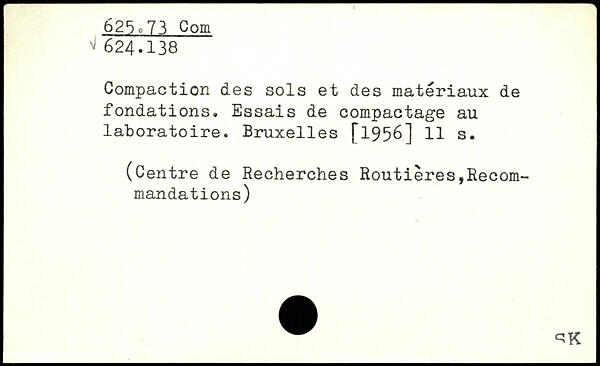 625.73 Com
√ 624.138
Compaction des sols et des matériaux de
fondations. Essais de compactage au
laboratoire. Bruxelles [1956] 11 s.
(Centre de Recherches Routières,Recom-
mandations)
SK